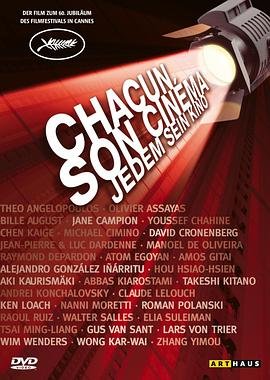 DER FILM ZUM 60. JUBILÄUM
DES FILMFESTIVALS IN CANNES
CHACUN
SON CINÉMA
JEDEM SEIN KINO
THEO ANGELOPOULOS · OLIVIER ASSAYAS
BILLE AUGUST · JANE CAMPION · YOUSSEF CHAHINE
CHEN KAIGE · MICHAEL CIMINO · DAVID CRONENBERG
JEAN-PIERRE & LUC DARDENNE · MANOEL DE OLIVEIRA
RAYMOND DEPARDON · ATOM EGOYAN · AMOS GITAI
ALEJANDRO GONZÁLEZ IÑÁRRITU · HOU HSIAO-HSIEN
AKI KAURISMÄKI · ABBAS KIAROSTAMI · TAKESHI KITANO
ANDREI KONCHALOVSKY · CLAUDE LELOUCH
KEN LOACH · NANNI MORETTI · ROMAN POLANSKI
RAOUL RUIZ · WALTER SALLES · ELIA SULEIMAN
TSAI MING-LIANG · GUS VAN SANT · LARS VON TRIER
WIM WENDERS · WONG KAR-WAI · ZHANG YIMOU
DVD
VIDEO
ARTHAUS